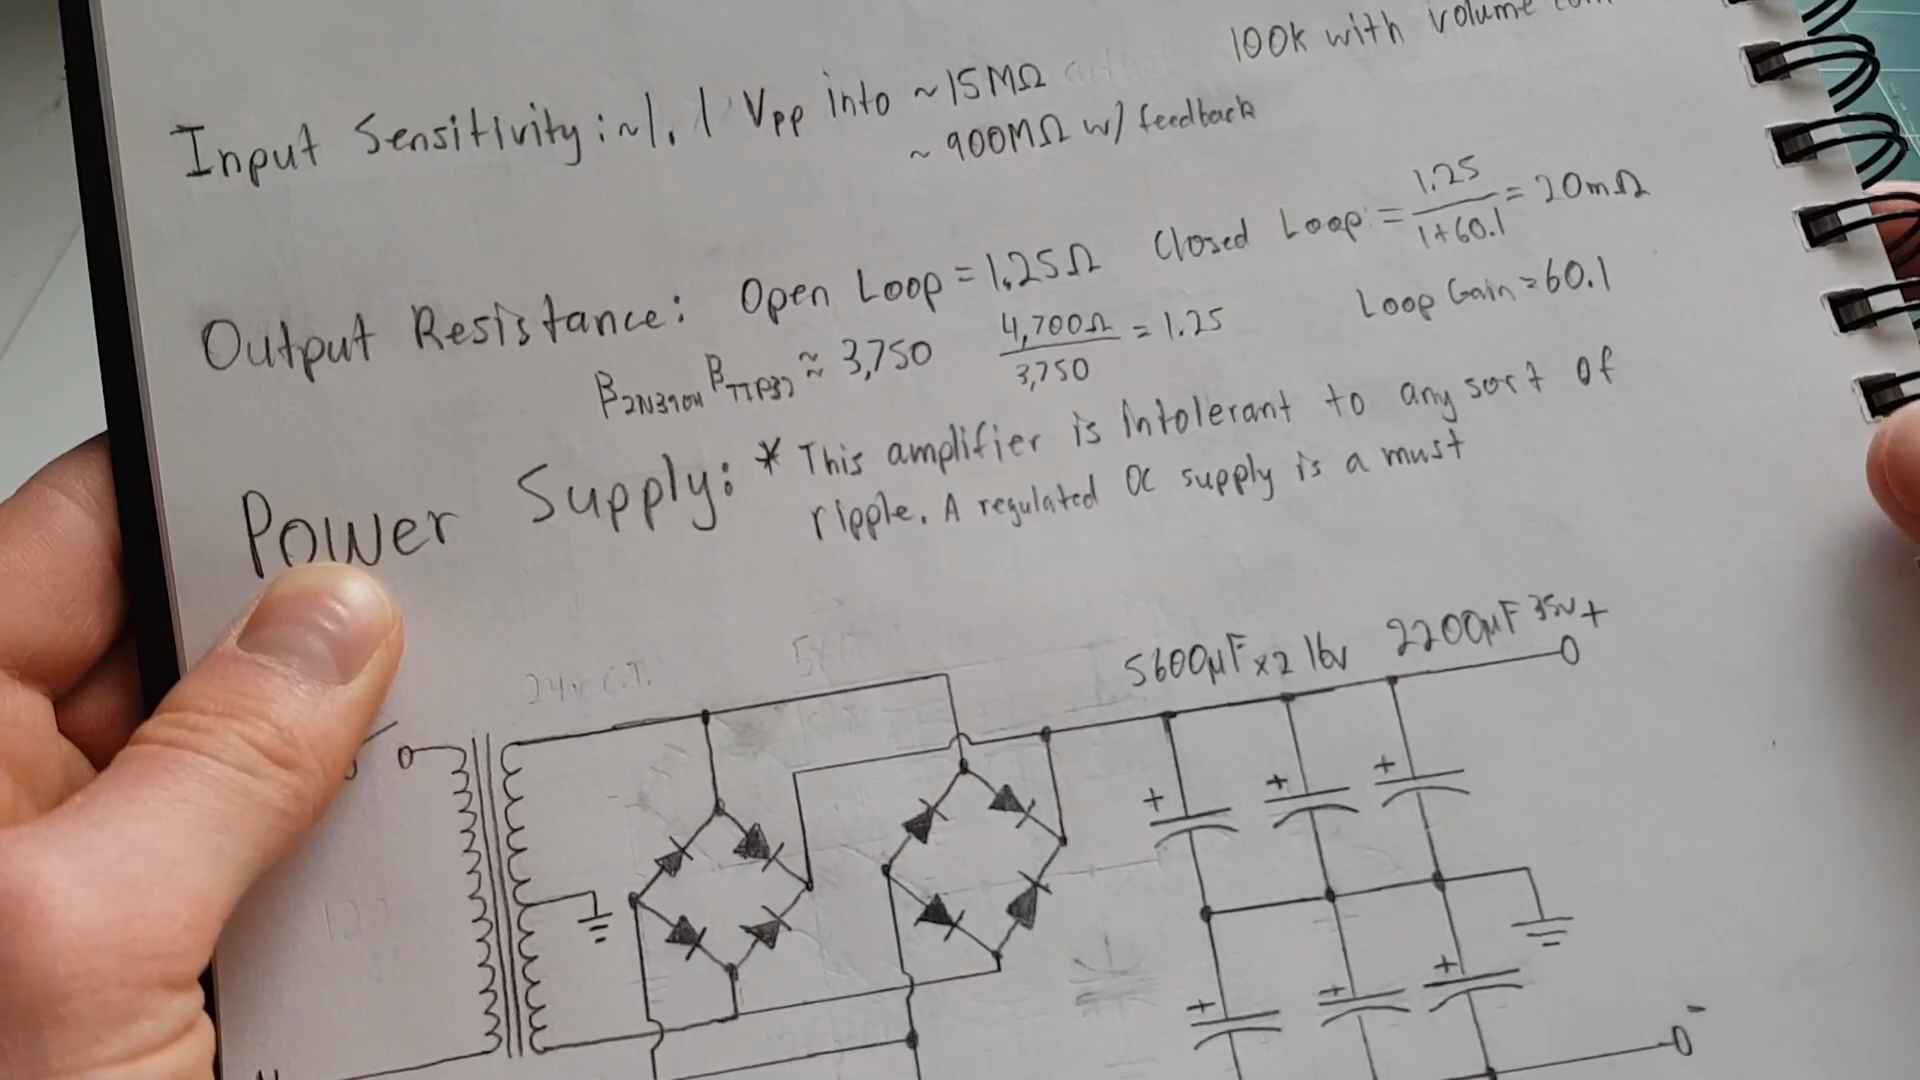 100k with volume
Input Sensitivity: ~1.1 Vpp into ~15MΩ
~900MΩ w/ feedback
Output Resistance: Open Loop = 1.25Ω Closed Loop = 1.25 / 1+60.1 = 20mΩ
β2N3904 βTIP32 ≈ 3,750 4,700Ω / 3,750 = 1.25 Loop Gain = 60.1
Power Supply: * This amplifier is intolerant to any sort of
ripple. A regulated DC supply is a must
24v C.T.
5600µF x2 16v 2200µF 35v +
+ + +
+ + +
-